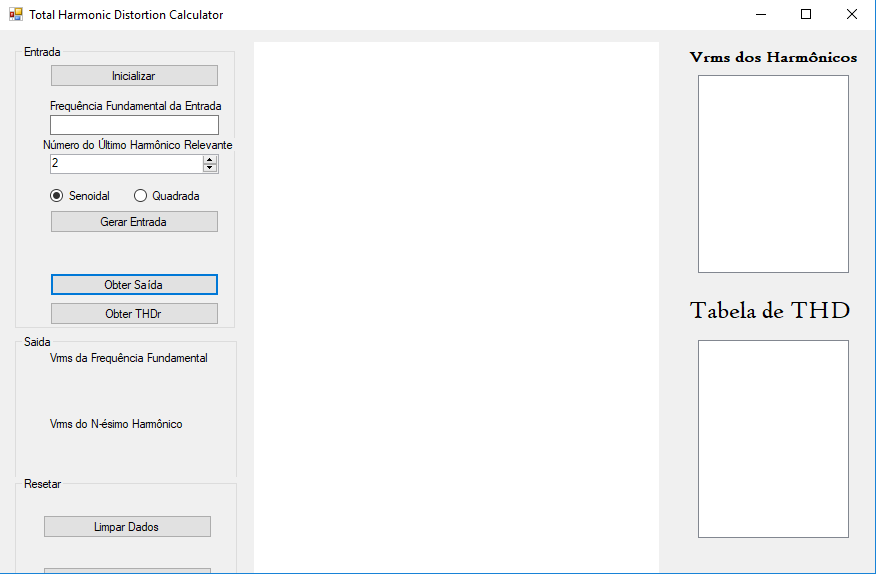 Total Harmonic Distortion Calculator
Entrada
Inicializar
Frequência Fundamental da Entrada
Número do Último Harmônico Relevante
2
Senoidal
Quadrada
Gerar Entrada
Obter Saída
Obter THDr
Saida
Vrms da Frequência Fundamental
Vrms do N-ésimo Harmônico
Resetar
Limpar Dados
Vrms dos Harmônicos
Tabela de THD